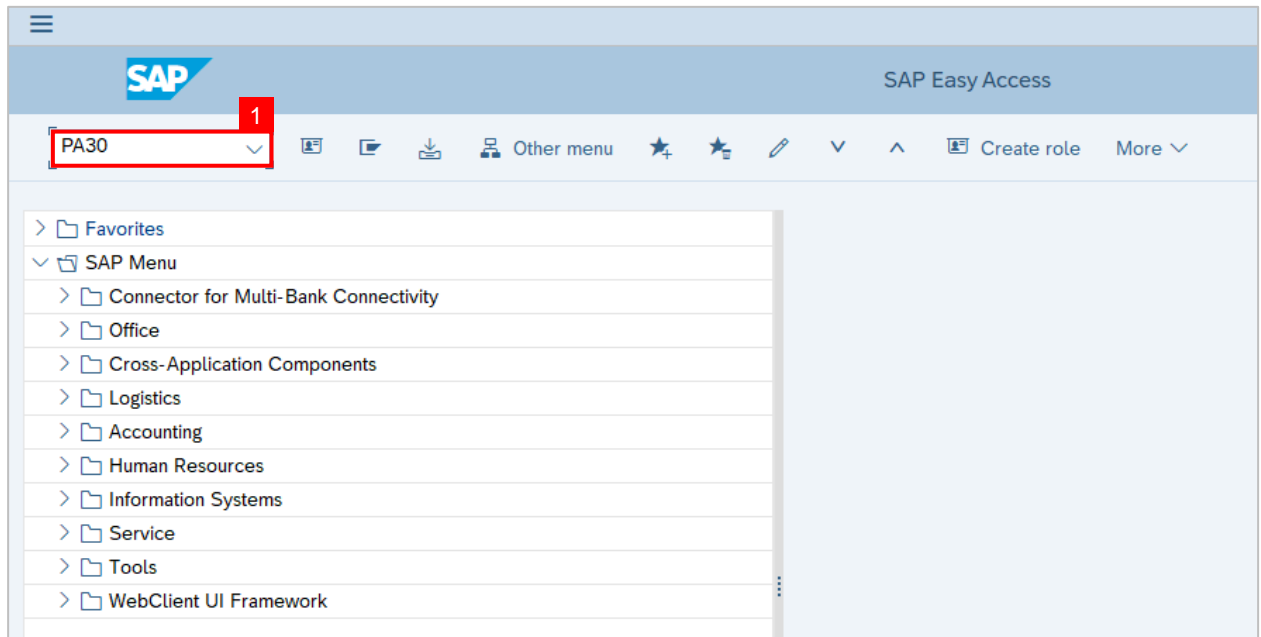 SAP
SAP Easy Access
1
PA30
Other menu
Create role
More
Favorites
SAP Menu
Connector for Multi-Bank Connectivity
Office
Cross-Application Components
Logistics
Accounting
Human Resources
Information Systems
Service
Tools
WebClient UI Framework